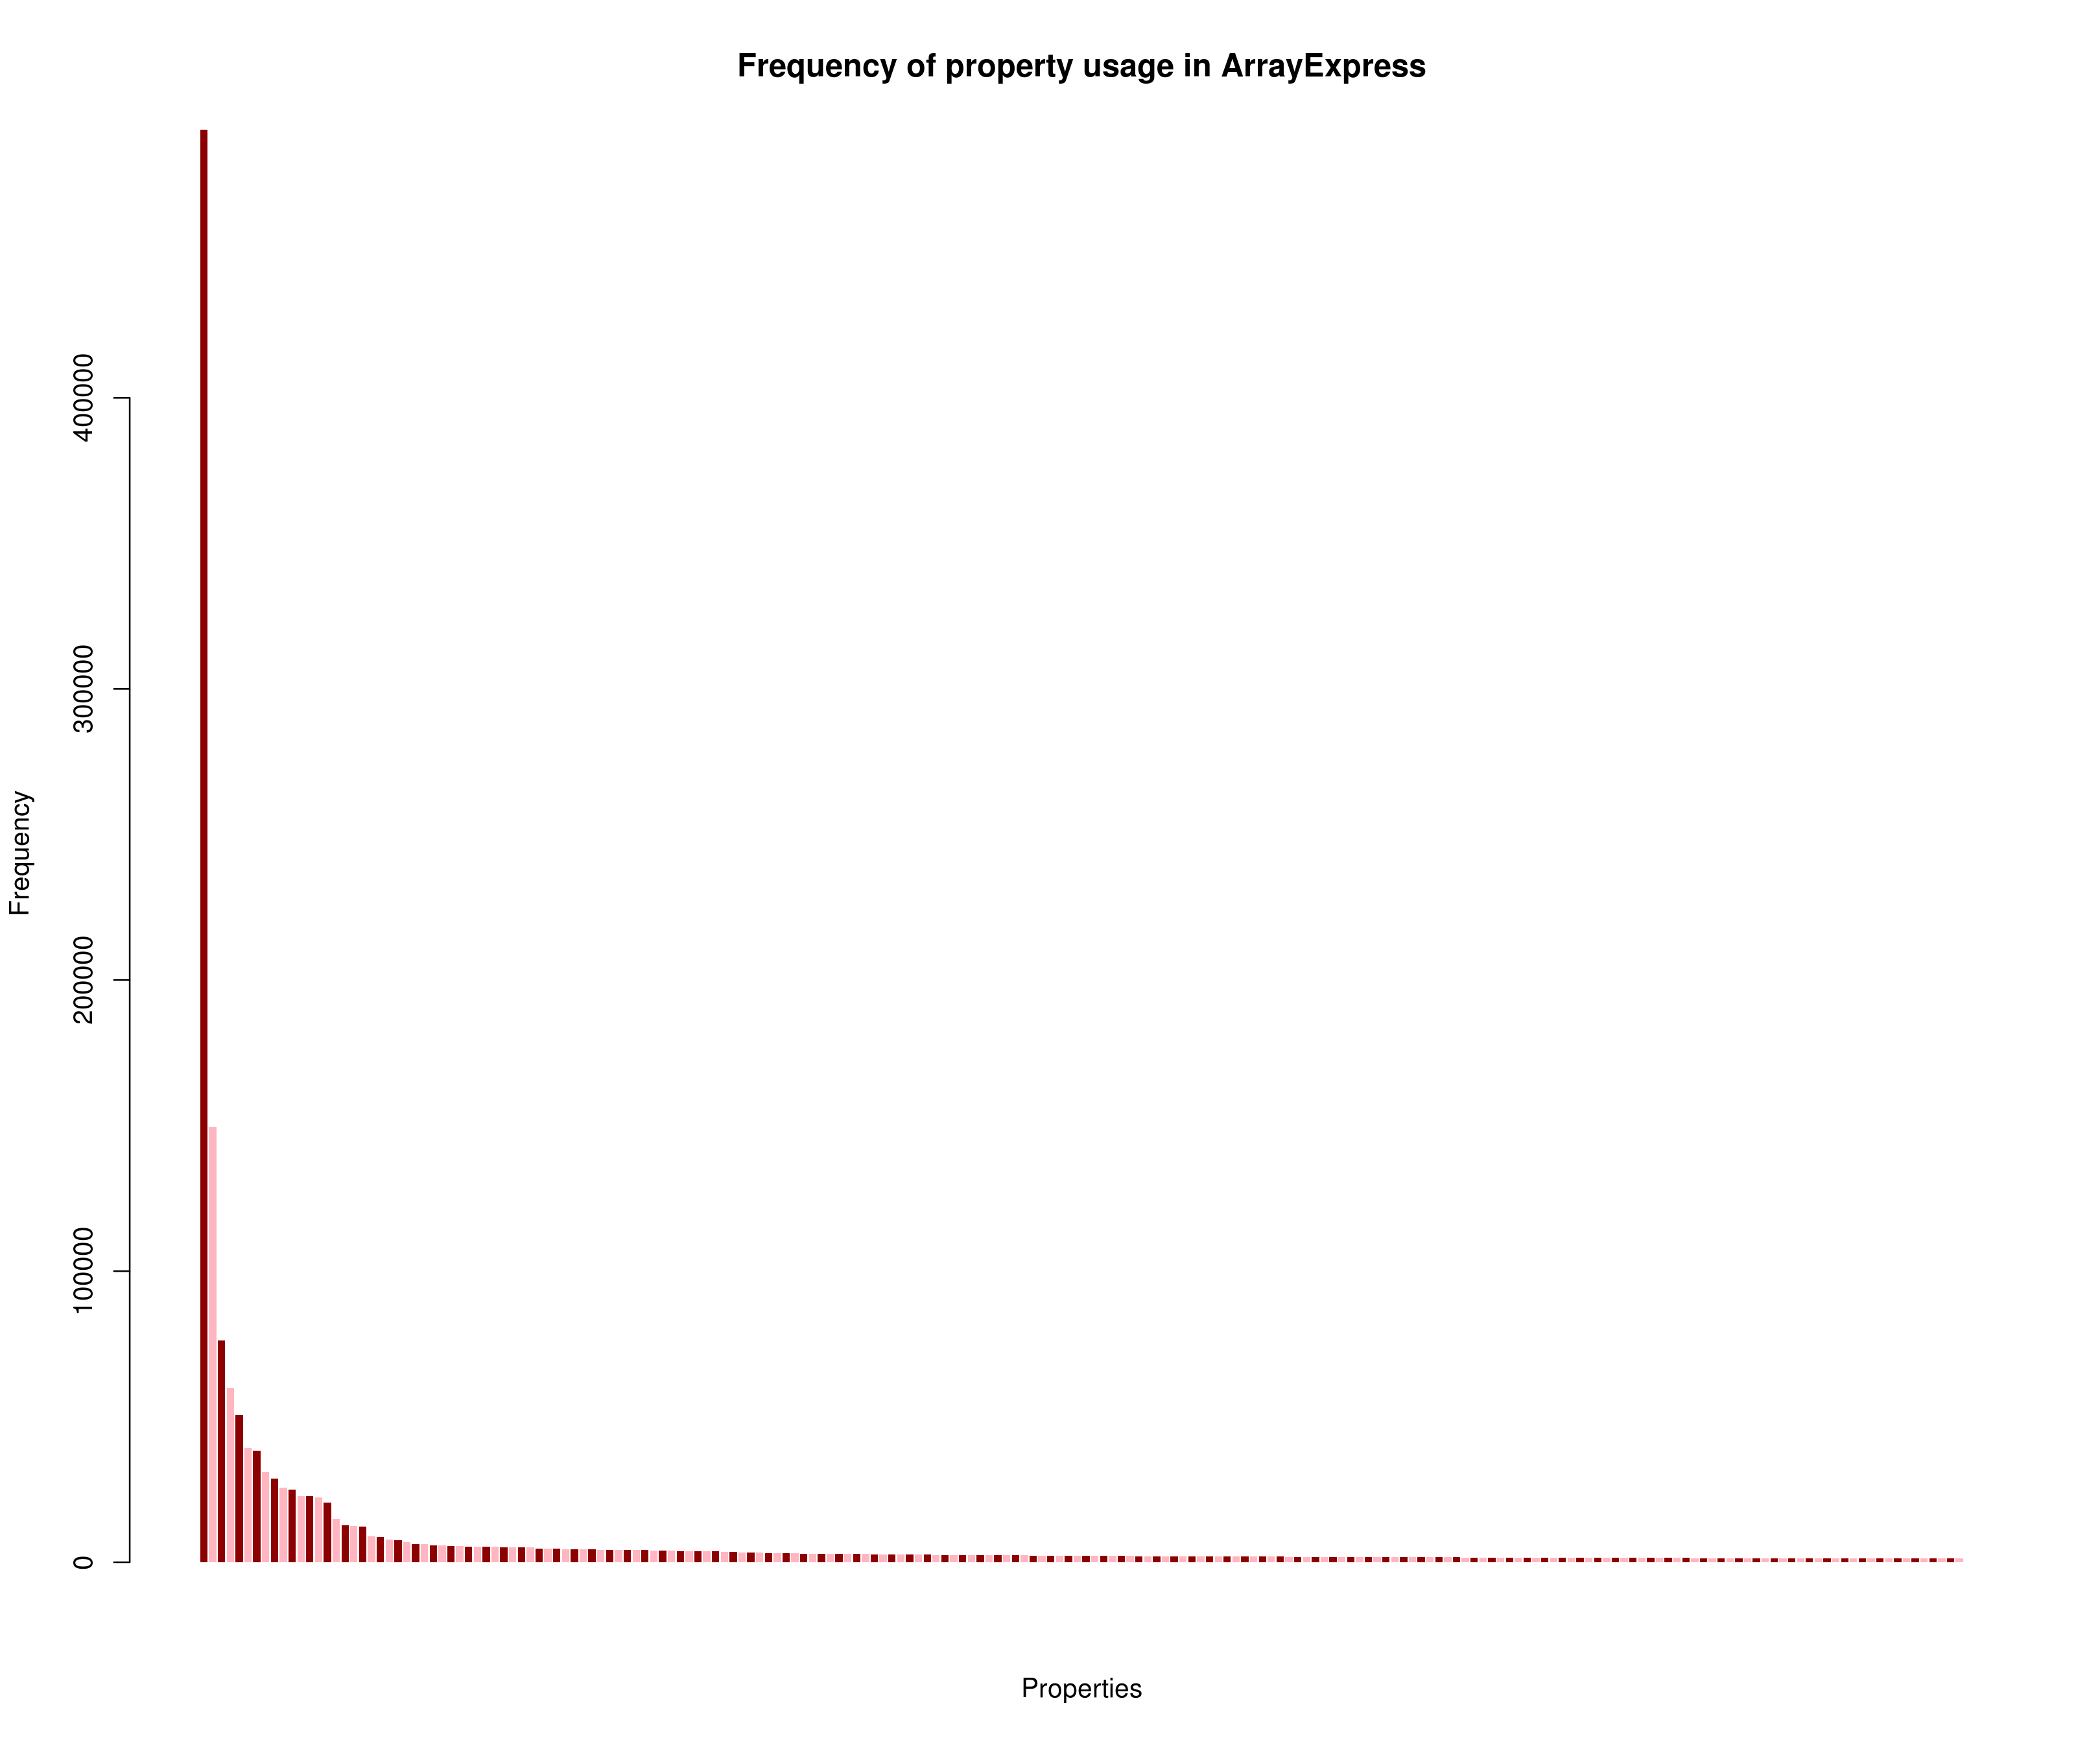 Frequency of property usage in ArrayExpress
400000
300000
200000
100000
0
Frequency
Properties